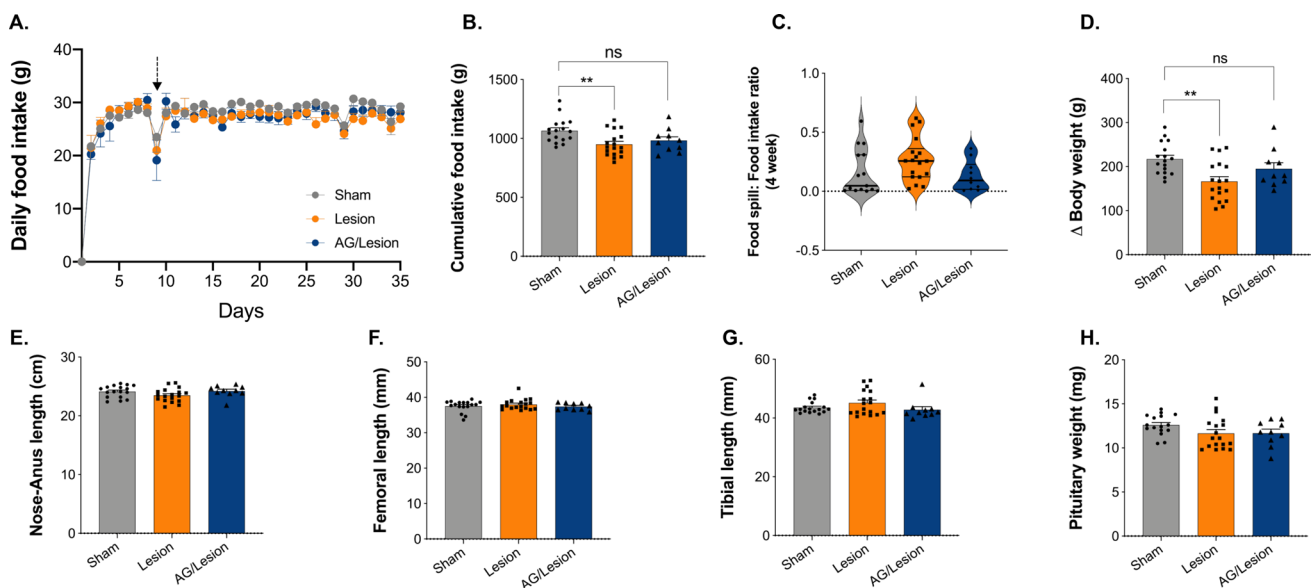 A.
Daily food intake (g)
40
30
20
10
0
5
10
15
20
25
30
35
Days
Sham
Lesion
AG/Lesion
B.
Cumulative food intake (g)
1500
1000
500
0
ns
**
Sham
Lesion
AG/Lesion
C.
Food spill: Food intake ratio
(4 week)
1.0
0.5
0.0
-0.5
Sham
Lesion
AG/Lesion
D.
Δ Body weight (g)
400
300
200
100
0
ns
**
Sham
Lesion
AG/Lesion
E.
Nose-Anus length (cm)
30
20
10
0
Sham
Lesion
AG/Lesion
F.
Femoral length (mm)
50
40
30
20
10
0
Sham
Lesion
AG/Lesion
G.
Tibial length (mm)
60
40
20
0
Sham
Lesion
AG/Lesion
H.
Pituitary weight (mg)
20
15
10
5
0
Sham
Lesion
AG/Lesion